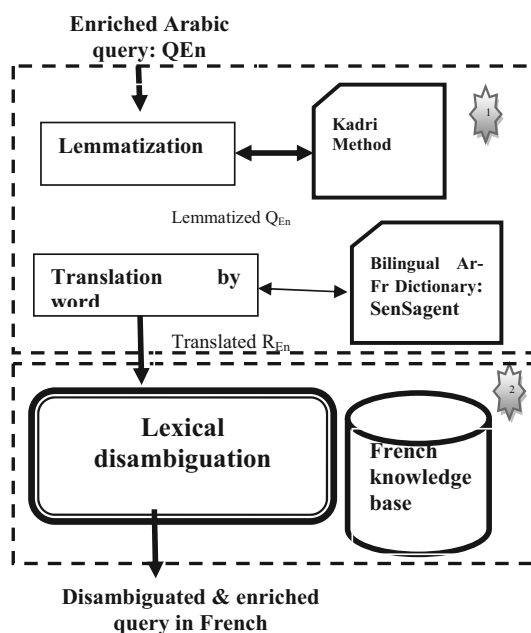 Enriched Arabic
query: QEn
1
Lemmatization
Kadri
Method
Lemmatized QEn
Translation by
word
Bilingual Ar-
Fr Dictionary:
SenSagent
Translated REn
2
Lexical
disambiguation
French
knowledge
base
Disambiguated & enriched
query in French